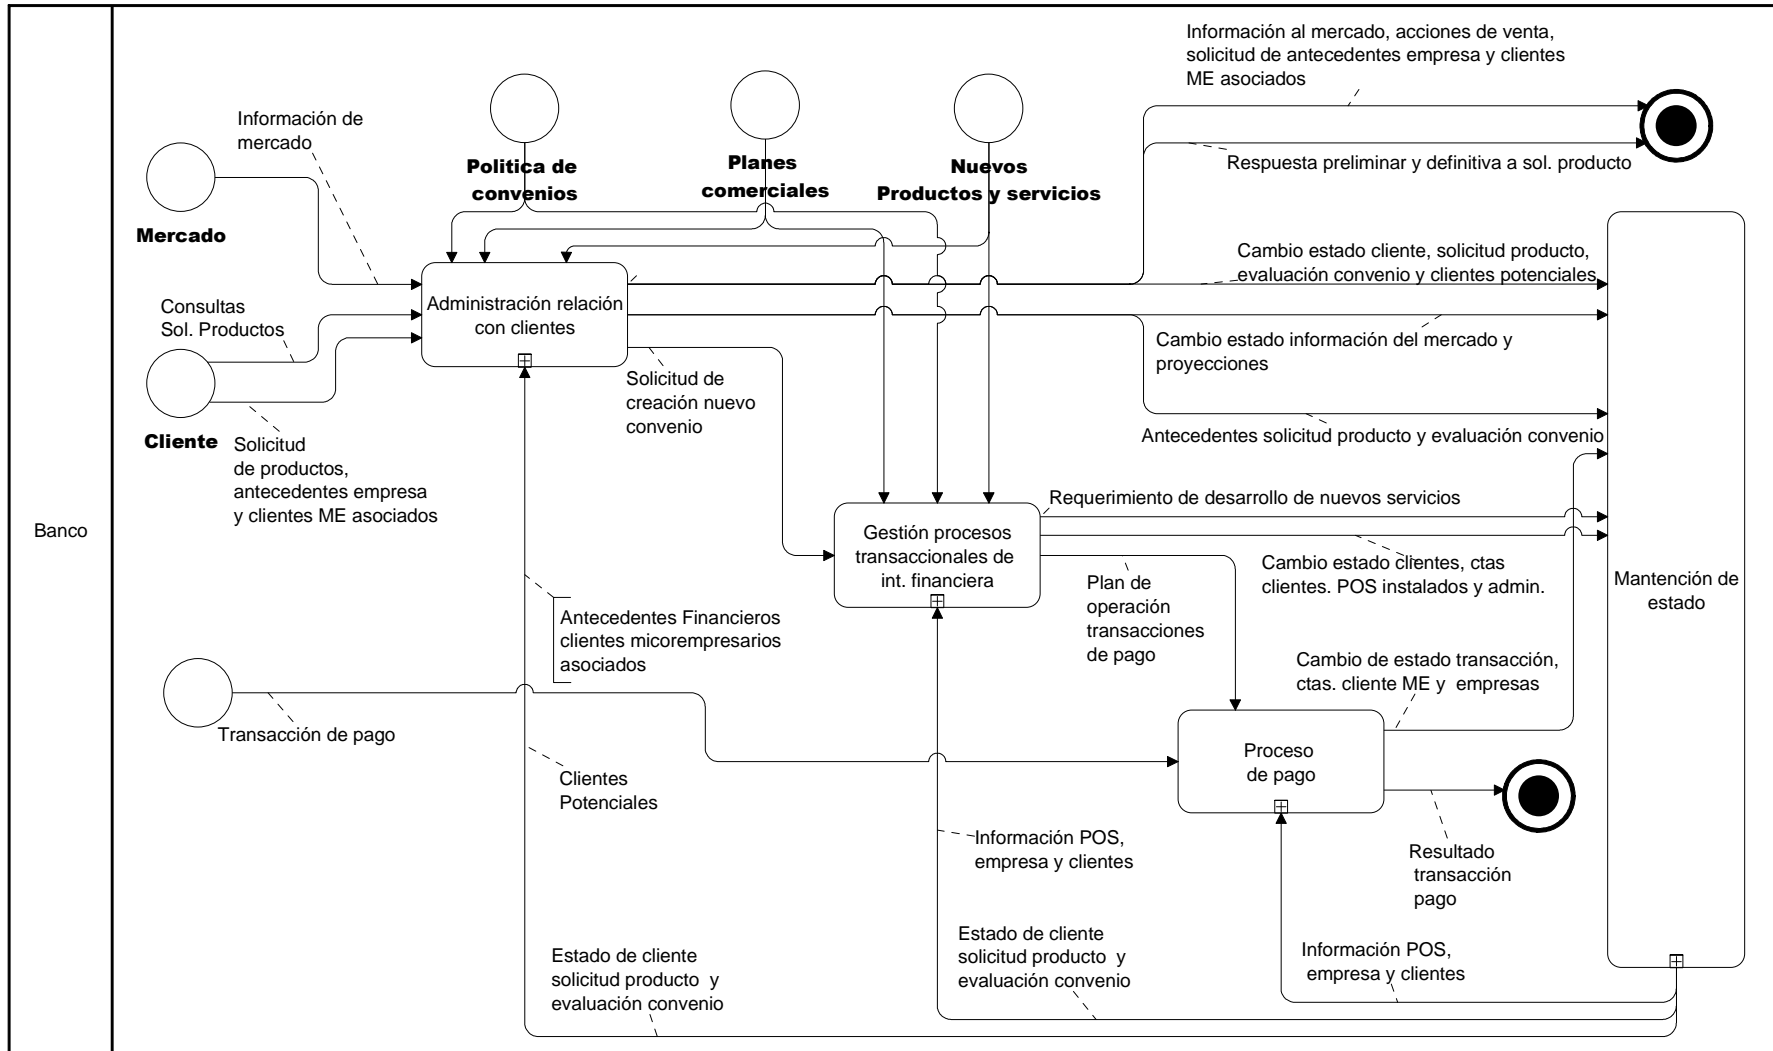 Información al mercado, acciones de venta,
solicitud de antecedentes empresa y clientes
ME asociados
Información de
mercado
Politica de
convenios
Planes
comerciales
Nuevos
Productos y servicios
Respuesta preliminar y definitiva a sol. producto
Mercado
Cambio estado cliente, solicitud producto,
evaluación convenio y clientes potenciales
Consultas
Sol. Productos
Administración relación
con clientes
Cambio estado información del mercado y
proyecciones
Solicitud de
creación nuevo
convenio
Cliente
Solicitud
de productos,
antecedentes empresa
y clientes ME asociados
Antecedentes solicitud producto y evaluación convenio
Banco
Requerimiento de desarrollo de nuevos servicios
Gestión procesos
transaccionales de
int. financiera
Cambio estado clientes, ctas
clientes. POS instalados y admin.
Mantención de
estado
Plan de
operación
transacciones
de pago
Antecedentes Financieros
clientes micorempresarios
asociados
Cambio de estado transacción,
ctas. cliente ME y empresas
Transacción de pago
Proceso
de pago
Clientes
Potenciales
Información POS,
empresa y clientes
Resultado
transacción
pago
Estado de cliente
solicitud producto y
evaluación convenio
Estado de cliente
solicitud producto y
evaluación convenio
Información POS,
empresa y clientes